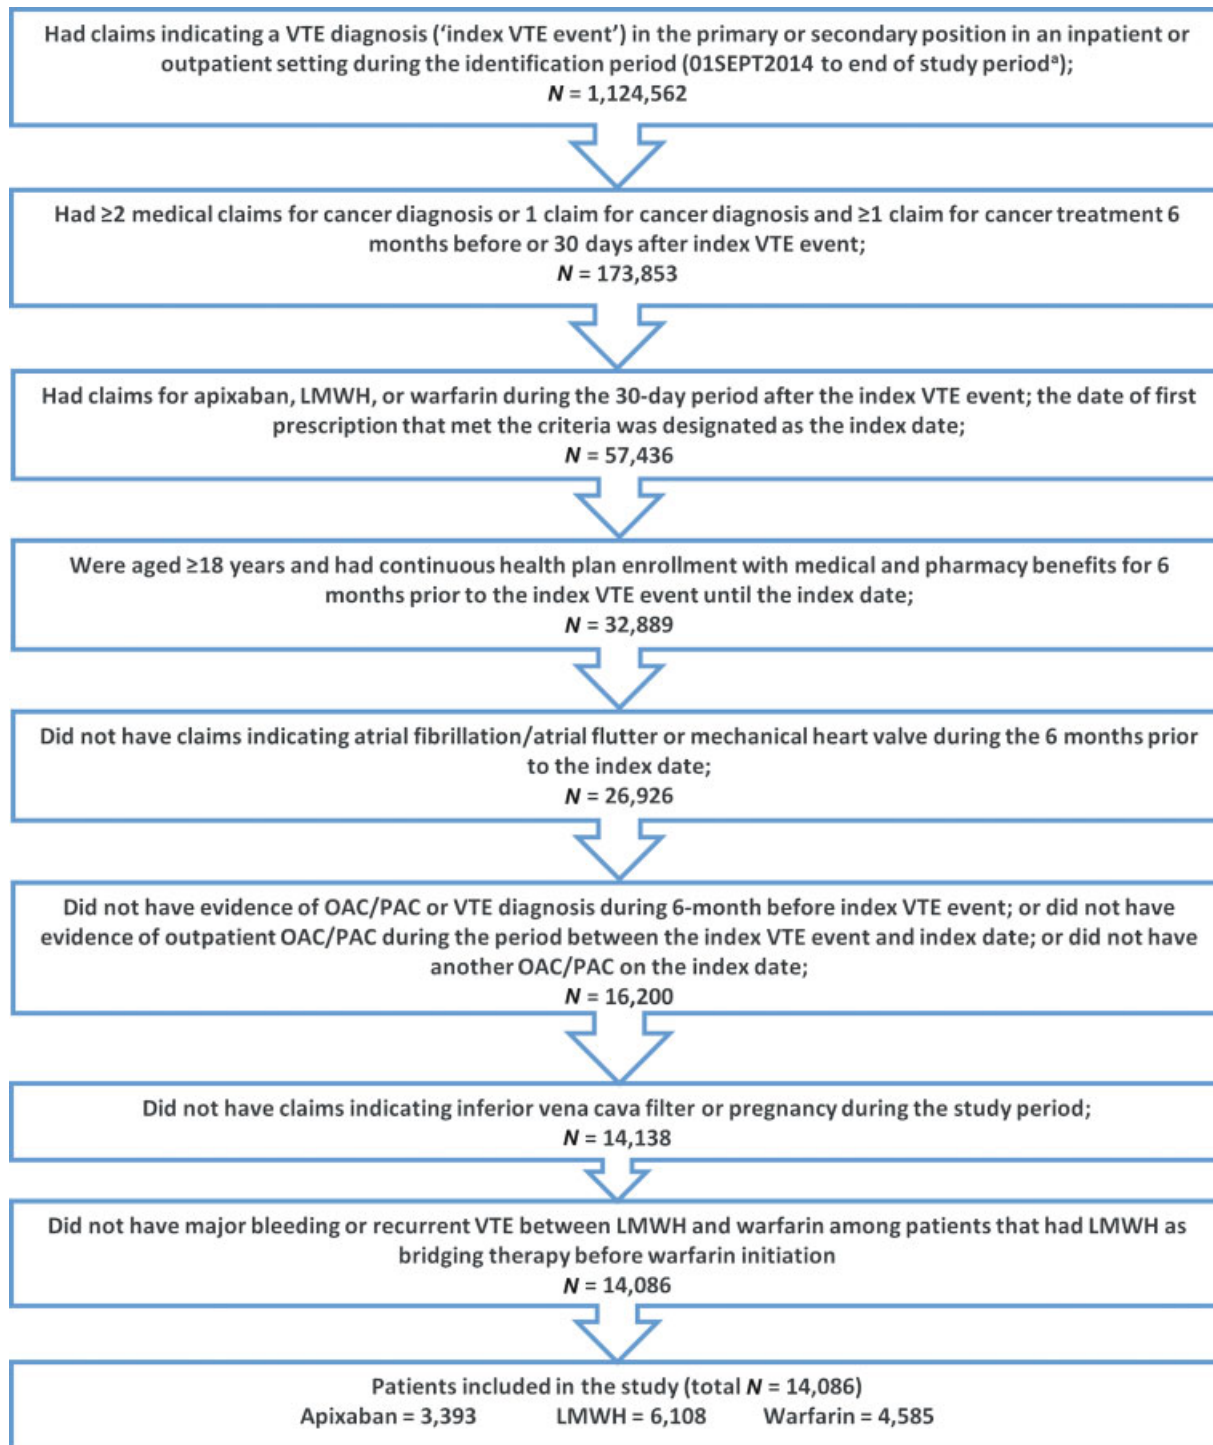 Had claims indicating a VTE diagnosis (‘index VTE event’) in the primary or secondary position in an inpatient or
outpatient setting during the identification period (01SEPT2014 to end of study periodᵃ);
N = 1,124,562
Had ≥2 medical claims for cancer diagnosis or 1 claim for cancer diagnosis and ≥1 claim for cancer treatment 6
months before or 30 days after index VTE event;
N = 173,853
Had claims for apixaban, LMWH, or warfarin during the 30-day period after the index VTE event; the date of first
prescription that met the criteria was designated as the index date;
N = 57,436
Were aged ≥18 years and had continuous health plan enrollment with medical and pharmacy benefits for 6
months prior to the index VTE event until the index date;
N = 32,889
Did not have claims indicating atrial fibrillation/atrial flutter or mechanical heart valve during the 6 months prior
to the index date;
N = 26,926
Did not have evidence of OAC/PAC or VTE diagnosis during 6-month before index VTE event; or did not have
evidence of outpatient OAC/PAC during the period between the index VTE event and index date; or did not have
another OAC/PAC on the index date;
N = 16,200
Did not have claims indicating inferior vena cava filter or pregnancy during the study period;
N = 14,138
Did not have major bleeding or recurrent VTE between LMWH and warfarin among patients that had LMWH as
bridging therapy before warfarin initiation
N = 14,086
Patients included in the study (total N = 14,086)
Apixaban = 3,393 LMWH = 6,108 Warfarin = 4,585